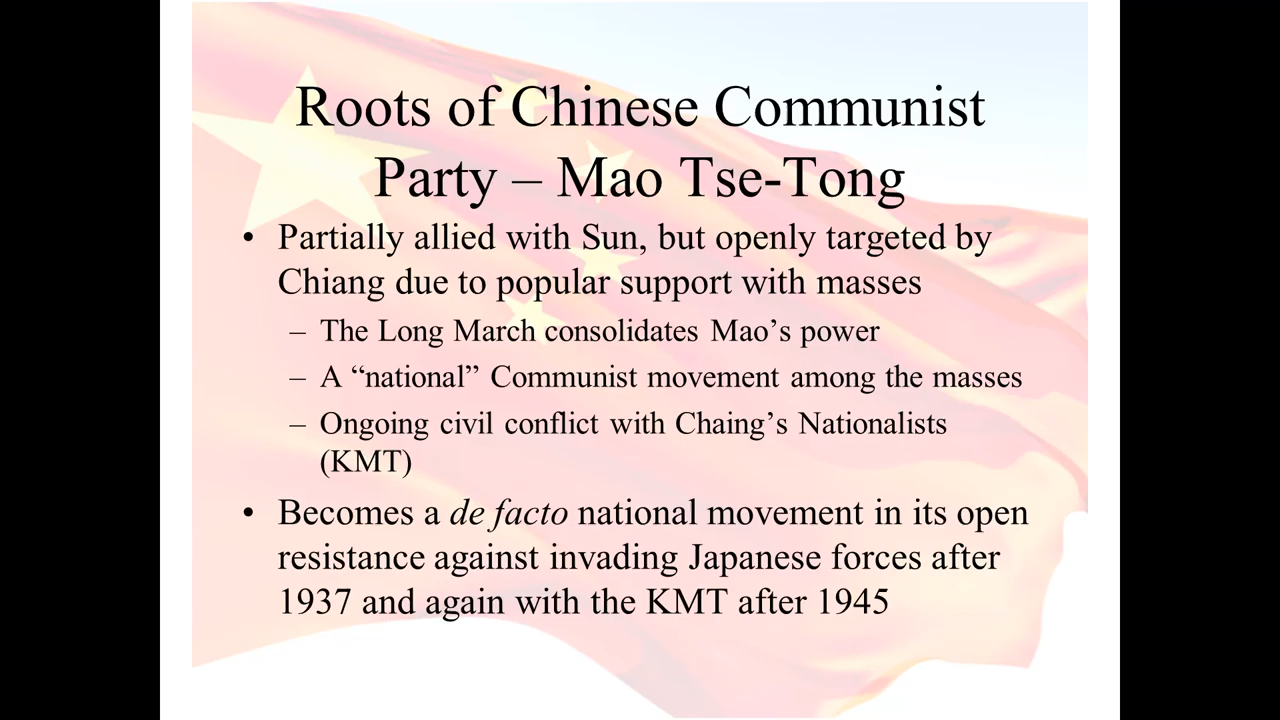 Roots of Chinese Communist
Party – Mao Tse-Tong
• Partially allied with Sun, but openly targeted by
Chiang due to popular support with masses
– The Long March consolidates Mao’s power
– A “national” Communist movement among the masses
– Ongoing civil conflict with Chaing’s Nationalists
(KMT)
• Becomes a de facto national movement in its open
resistance against invading Japanese forces after
1937 and again with the KMT after 1945